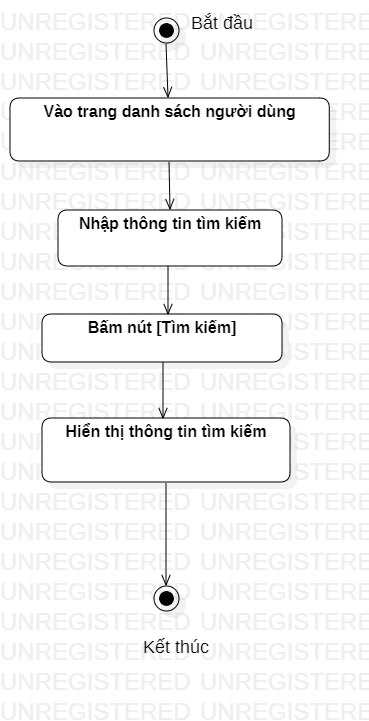 Bắt đầu
Vào trang danh sách người dùng
Nhập thông tin tìm kiếm
Bấm nút [Tìm kiếm]
Hiển thị thông tin tìm kiếm
Kết thúc